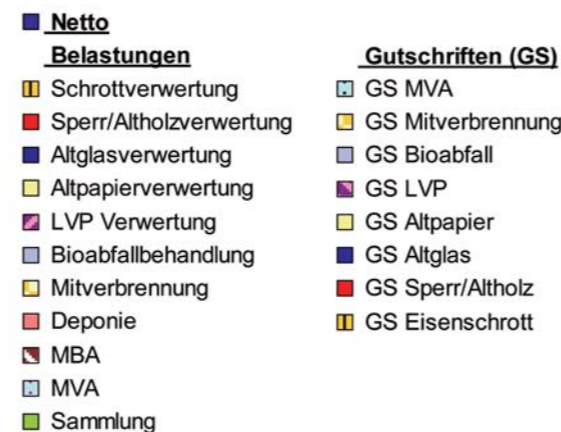 Netto
Belastungen
Schrottverwertung
Sperr/Altholzverwertung
Altglasverwertung
Altpapierverwertung
LVP Verwertung
Bioabfallbehandlung
Mitverbrennung
Deponie
MBA
MVA
Sammlung
Gutschriften (GS)
GS MVA
GS Mitverbrennung
GS Bioabfall
GS LVP
GS Altpapier
GS Altglas
GS Sperr/Altholz
GS Eisenschrott